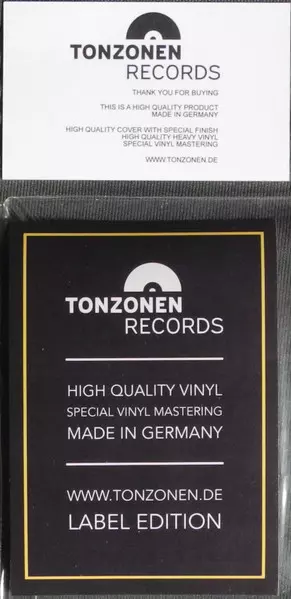 TONZONEN
RECORDS
THANK YOU FOR BUYING
THIS IS A HIGH QUALITY PRODUCT
MADE IN GERMANY
HIGH QUALITY COVER WITH SPECIAL FINISH
HIGH QUALITY HEAVY VINYL
SPECIAL VINYL MASTERING
WWW.TONZONEN.DE
TONZONEN
RECORDS
HIGH QUALITY VINYL
SPECIAL VINYL MASTERING
MADE IN GERMANY
WWW.TONZONEN.DE
LABEL EDITION